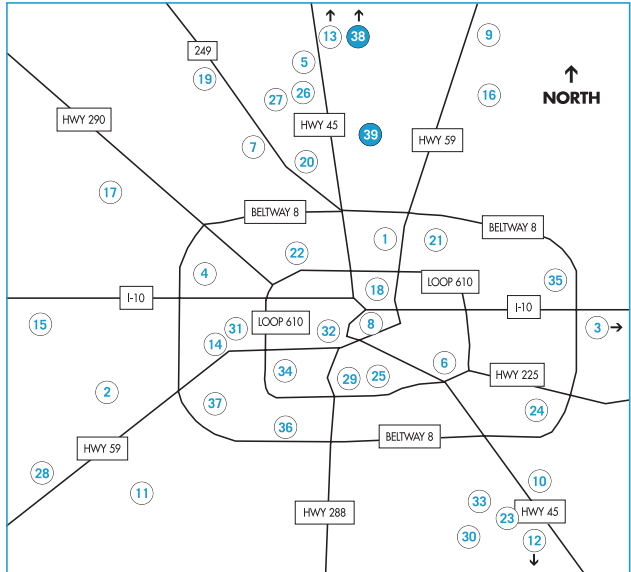 13
38
9
249
5
19
26
27
16
NORTH
HWY 290
HWY 45
39
HWY 59
7
20
17
BELTWAY 8
BELTWAY 8
1
21
22
4
18
LOOP 610
35
I-10
I-10
15
31
LOOP 610
32
8
3
14
6
34
29
25
HWY 225
2
37
24
36
BELTWAY 8
HWY 59
28
11
10
33
HWY 288
23
HWY 45
30
12